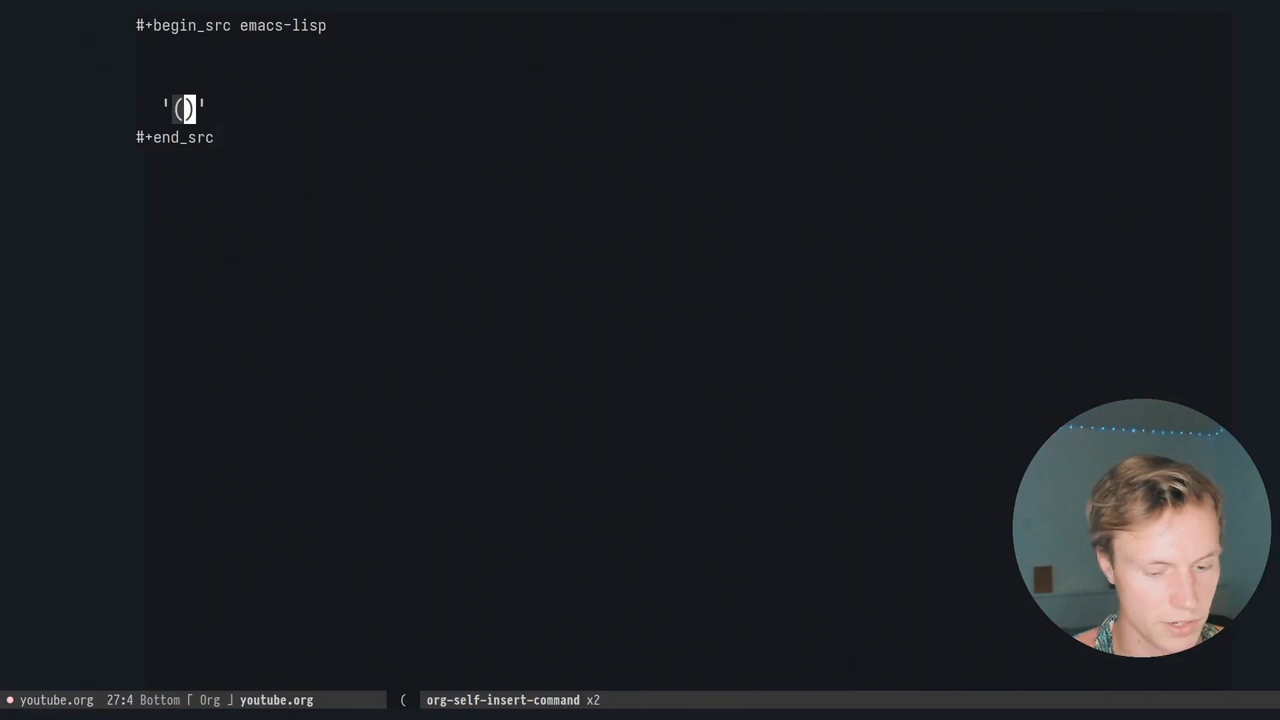 #+begin_src emacs-lisp
'()'
#+end_src
youtube.org 27:4 Bottom「 Org 」youtube.org ( org-self-insert-command x2